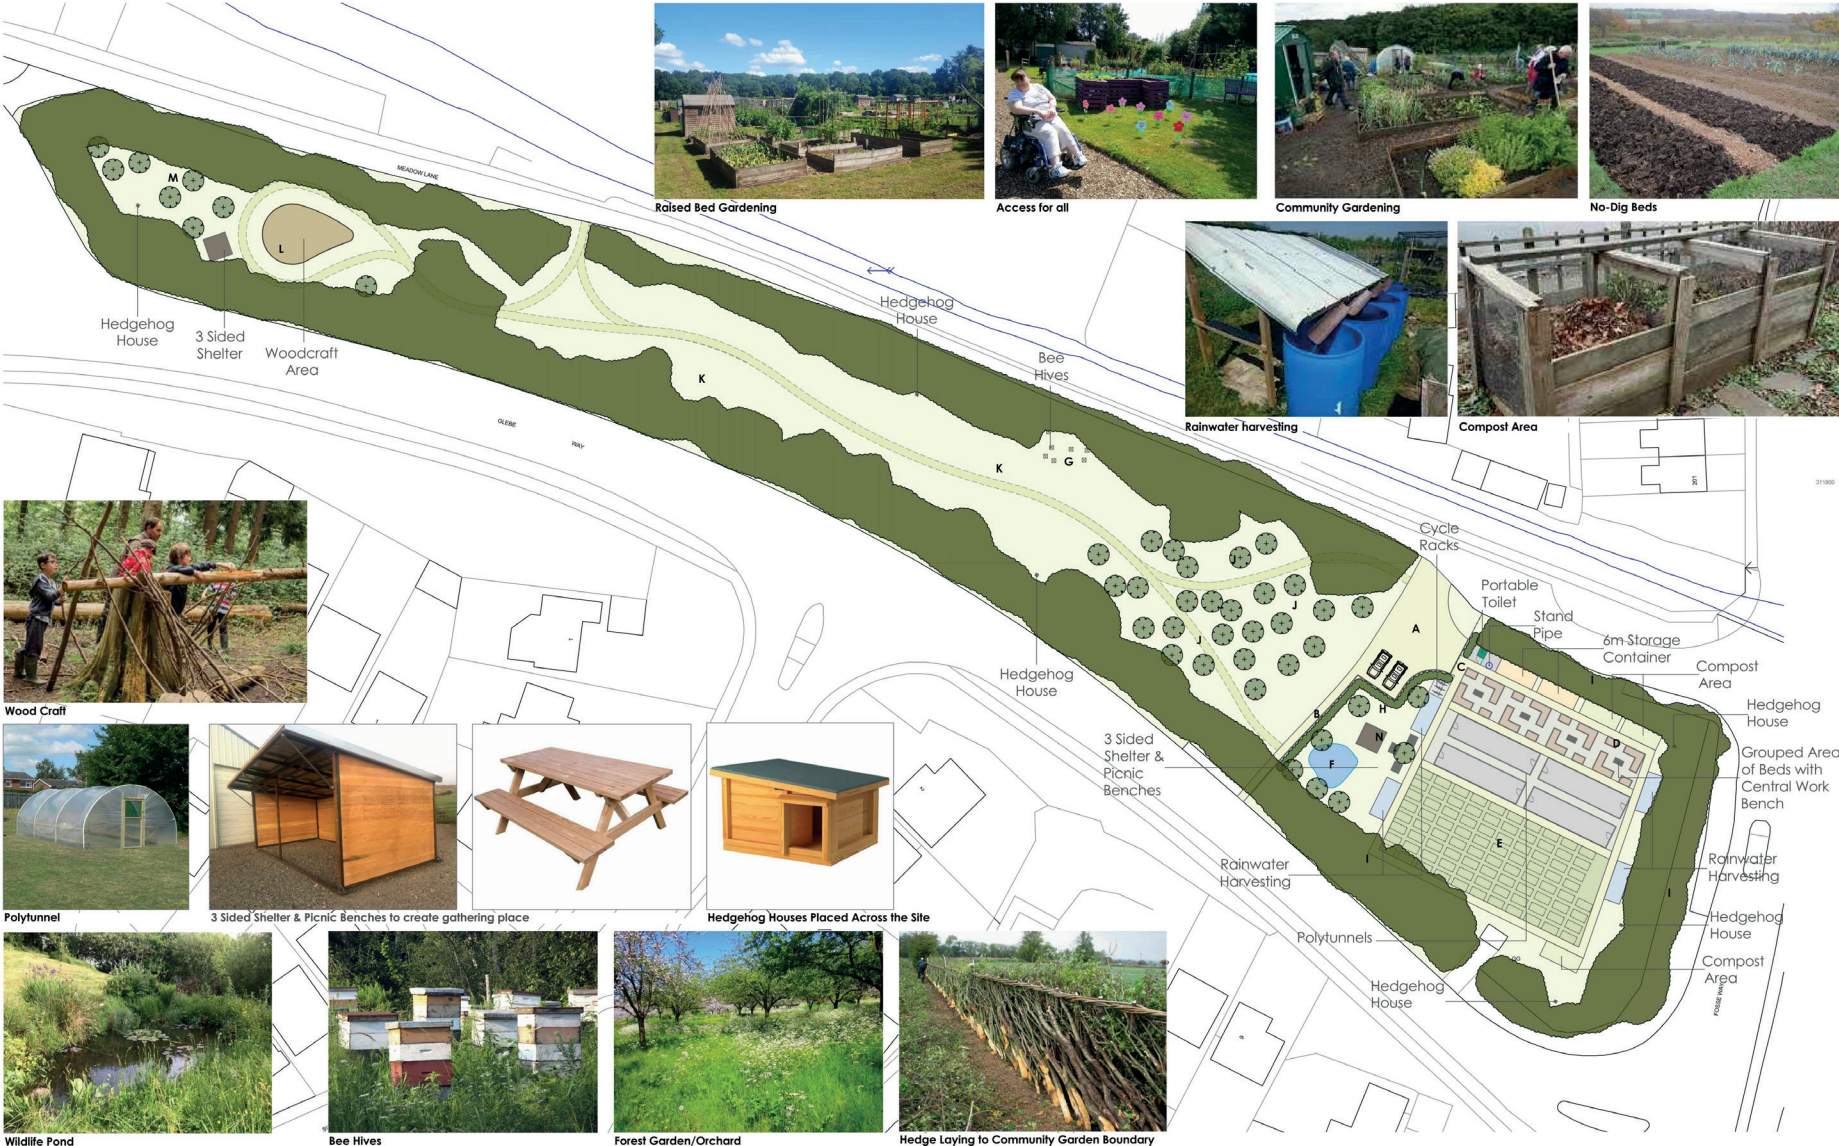 Raised Bed Gardening
Access for all
Community Gardening
No-Dig Beds
MEADOW LANE
M
L
Hedgehog
House
3 Sided
Shelter
Woodcraft
Area
Hedgehog
House
Bee
Hives
Rainwater harvesting
Compost Area
K
GLEBE
WAY
K
G
201
311800
Cycle
Racks
J
J
J
Portable
Toilet
Stand
Pipe
6m Storage
Container
Compost
Area
A
C
I
Hedgehog
House
Wood Craft
Hedgehog
House
B
H
N
D
F
3 Sided
Shelter &
Picnic
Benches
Grouped Area
of Beds with
Central Work
Bench
E
I
Rainwater
Harvesting
Rainwater
Harvesting
I
Polytunnels
Hedgehog
House
Compost
Area
Hedgehog
House
FOSSE WAY
Polytunnel
3 Sided Shelter & Picnic Benches to create gathering place
Hedgehog Houses Placed Across the Site
Wildlife Pond
Bee Hives
Forest Garden/Orchard
Hedge Laying to Community Garden Boundary